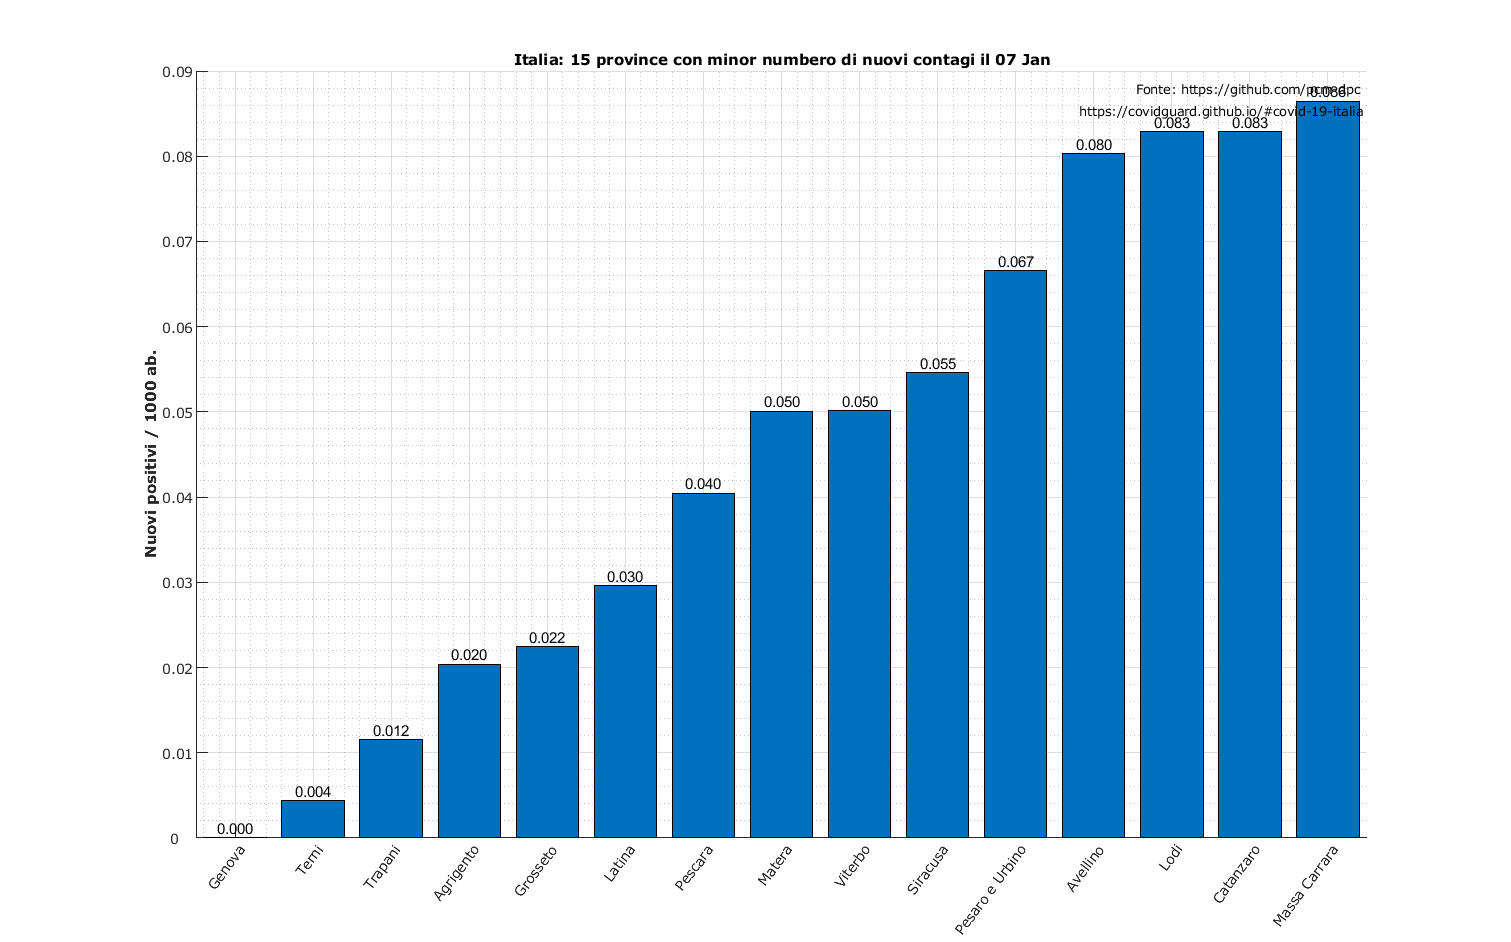 Italia: 15 province con minor numbero di nuovi contagi il 07 Jan
Fonte: https://github.com/pcm-dpc
https://covidguard.github.io/#covid-19-italia
Nuovi positivi / 1000 ab.
0.09
0.08
0.07
0.06
0.05
0.04
0.03
0.02
0.01
0
0.000
0.004
0.012
0.020
0.022
0.030
0.040
0.050
0.050
0.055
0.067
0.080
0.083
0.083
0.086
Genova
Terni
Trapani
Agrigento
Grosseto
Latina
Pescara
Matera
Viterbo
Siracusa
Pesaro e Urbino
Avellino
Lodi
Catanzaro
Massa Carrara